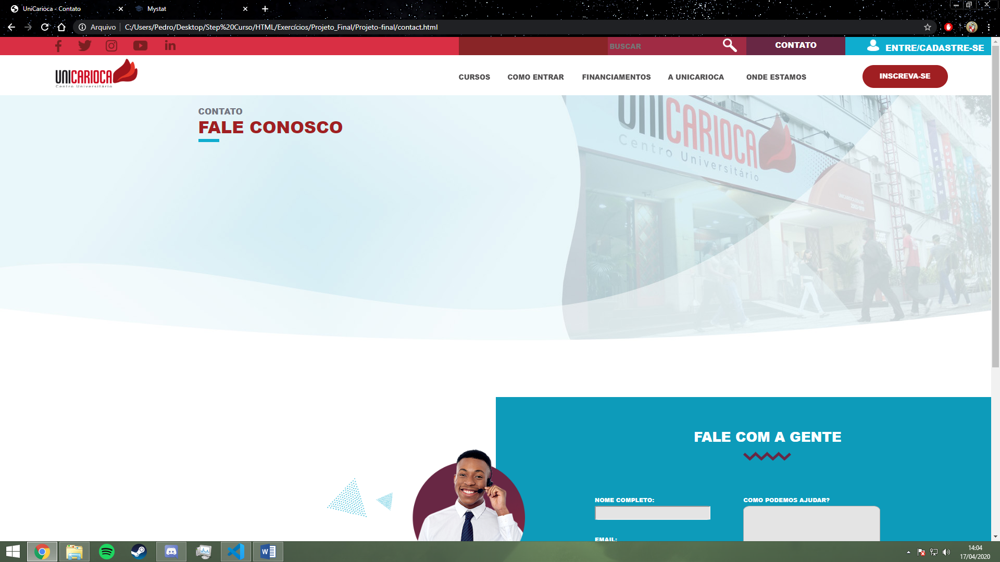 UniCarioca - Contato
Mystat
Arquivo
C:/Users/Pedro/Desktop/Step%20Curso/HTML/Exercícios/Projeto_Final/Projeto-final/contact.html
BUSCAR
CONTATO
ENTRE/CADASTRE-SE
UNICARIOCA
Centro Universitário
CURSOS
COMO ENTRAR
FINANCIAMENTOS
A UNICARIOCA
ONDE ESTAMOS
INSCREVA-SE
CONTATO
FALE CONOSCO
UNICARIOCA
Centro Universitário
FALE COM A GENTE
NOME COMPLETO:
COMO PODEMOS AJUDAR?
EMAIL:
14:04
17/04/2020